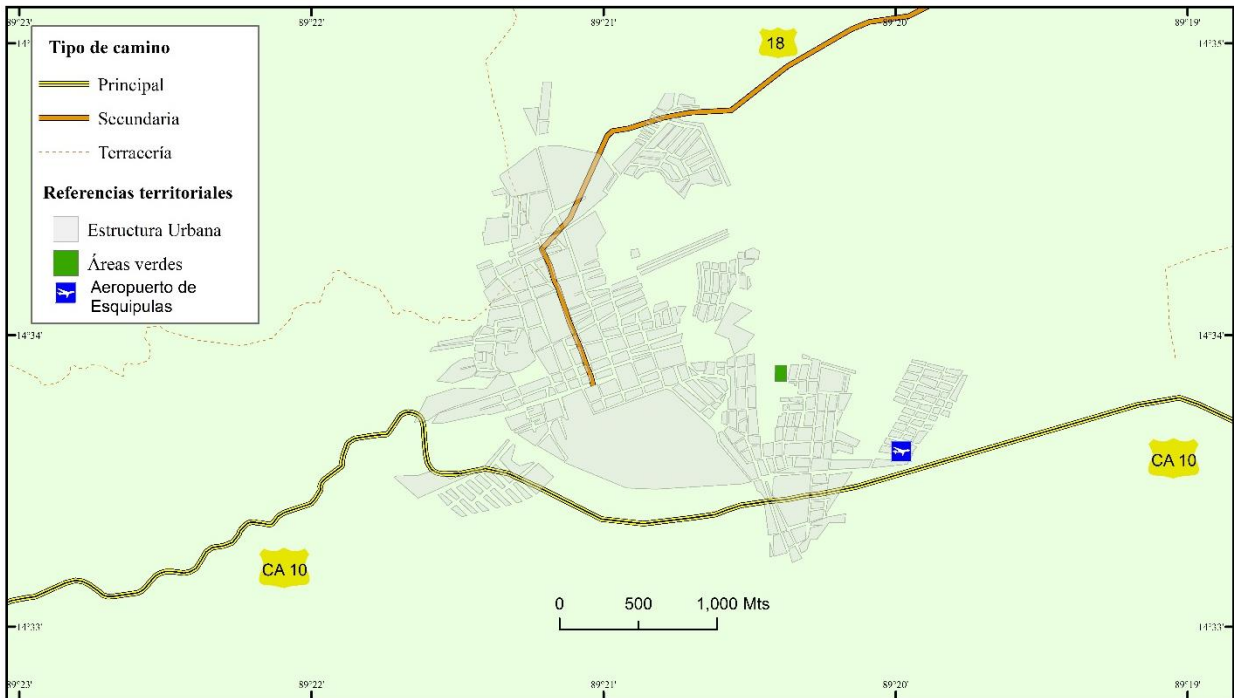 89°23'
89°22'
89°21'
89°20'
89°19'
Tipo de camino
Principal
Secundaria
Terracería
Referencias territoriales
Estructura Urbana
Áreas verdes
Aeropuerto de
Esquipulas
18
14°35'
14°35'
14°34'
14°34'
CA 10
CA 10
0 500 1,000 Mts
14°33'
14°33'
89°23'
89°22'
89°21'
89°20'
89°19'